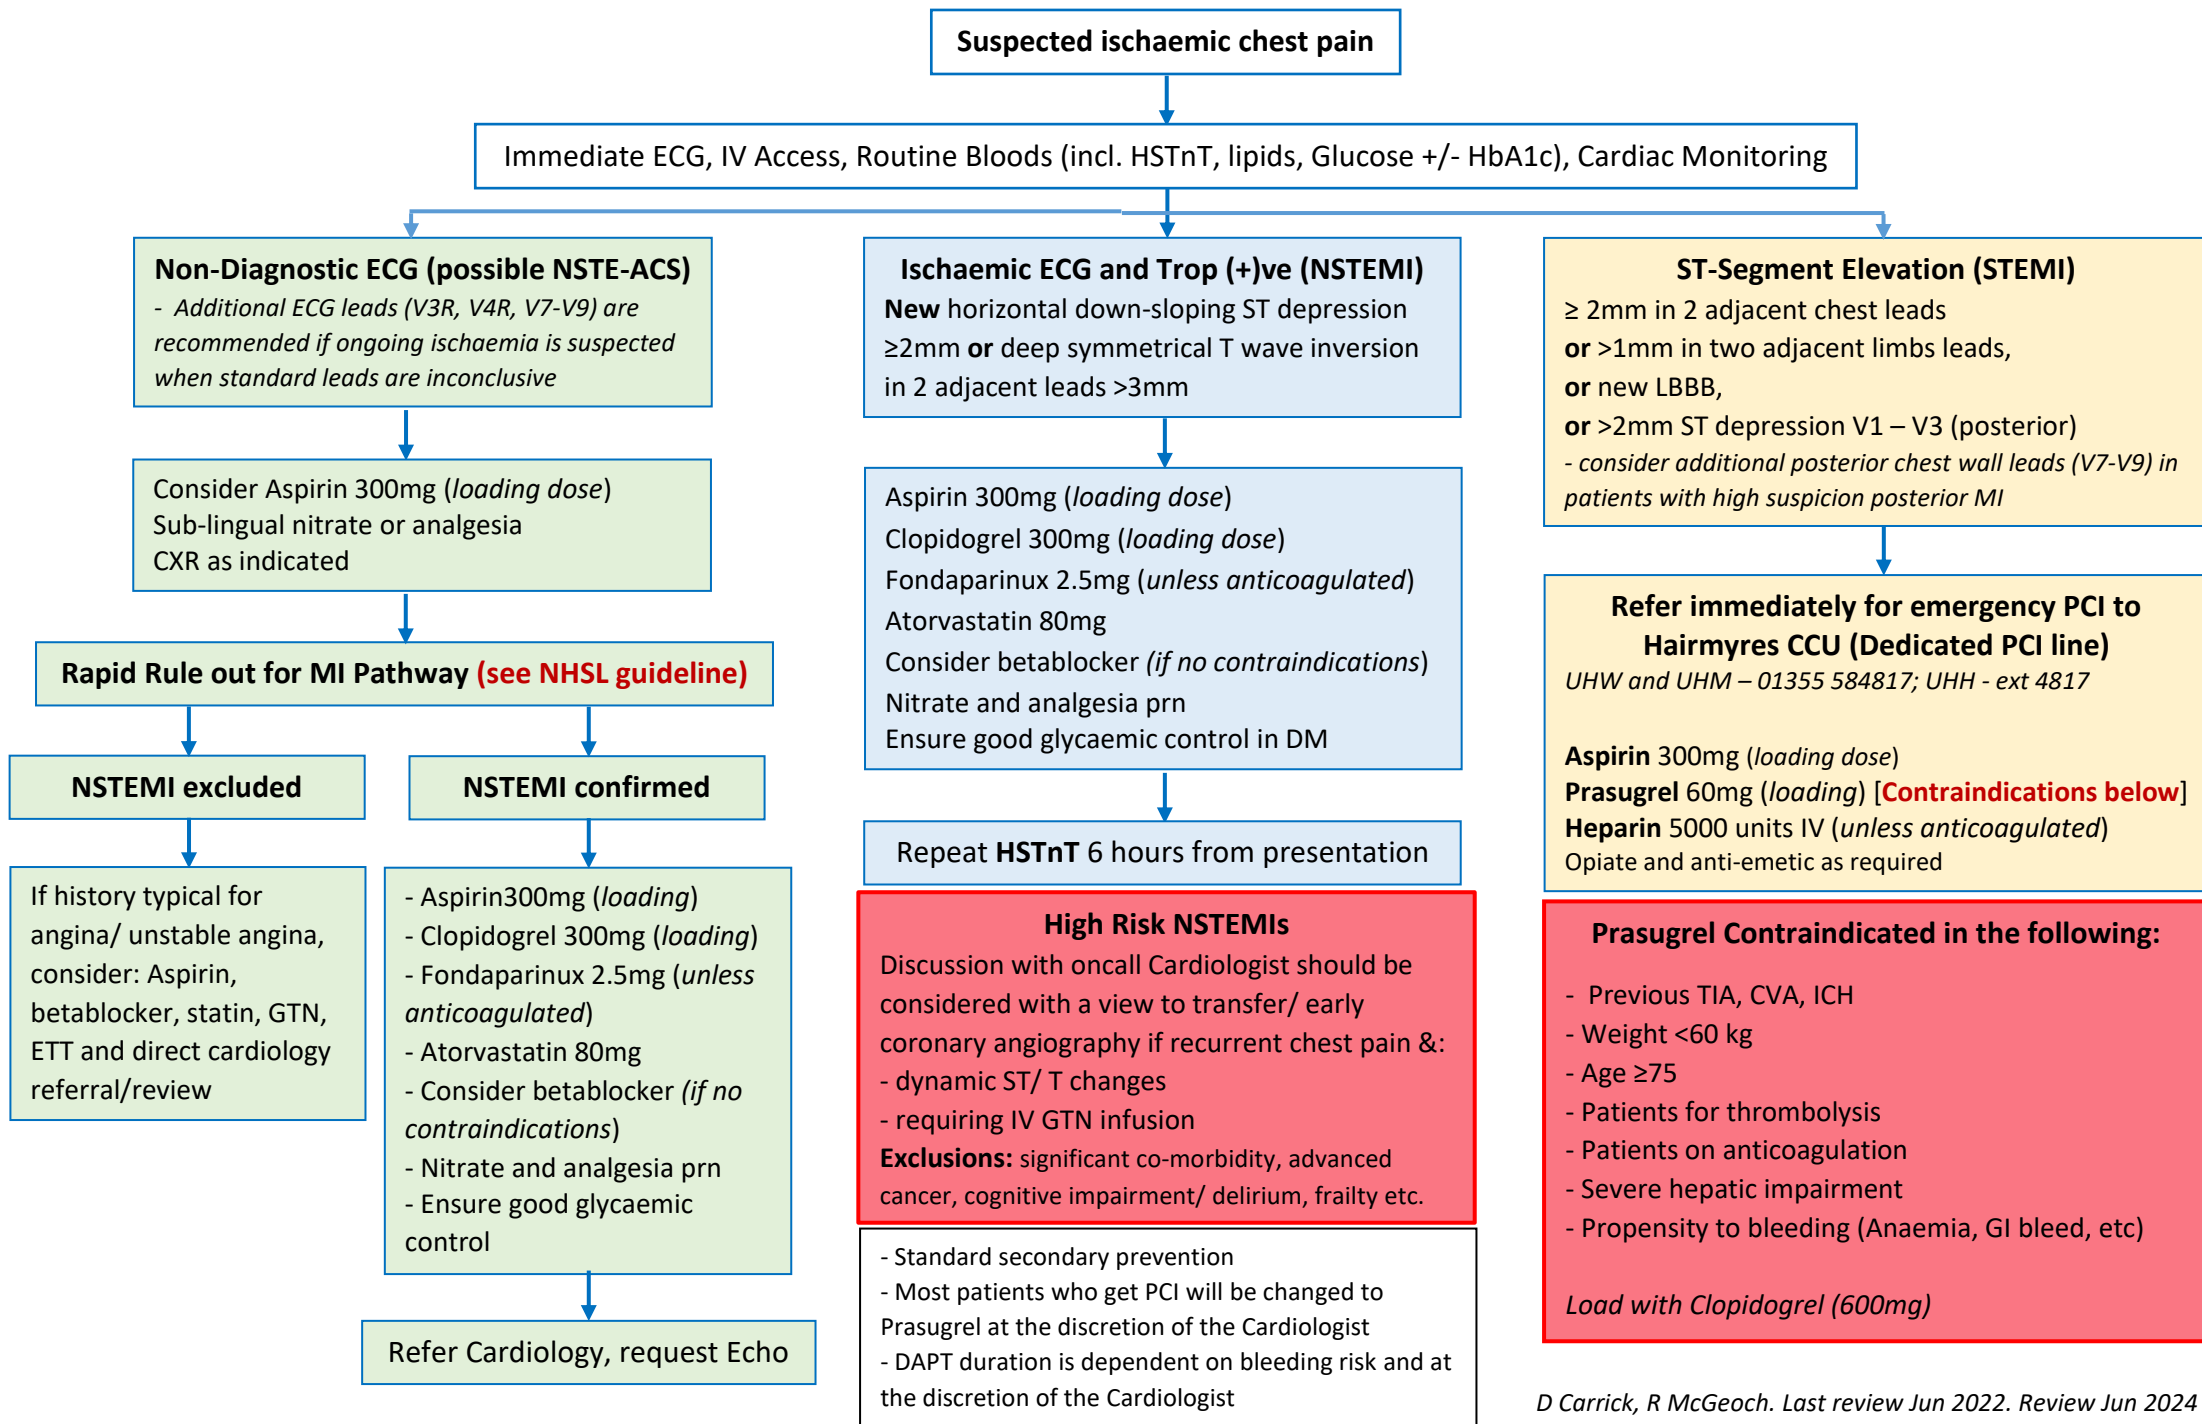 Suspected ischaemic chest pain
Immediate ECG, IV Access, Routine Bloods (incl. HSTnT, lipids, Glucose +/- HbA1c), Cardiac Monitoring
Non-Diagnostic ECG (possible NSTE-ACS)
- Additional ECG leads (V3R, V4R, V7-V9) are
recommended if ongoing ischaemia is suspected
when standard leads are inconclusive
Consider Aspirin 300mg (loading dose)
Sub-lingual nitrate or analgesia
CXR as indicated
Rapid Rule out for MI Pathway (see NHSL guideline)
NSTEMI excluded
If history typical for
angina/ unstable angina,
consider: Aspirin,
betablocker, statin, GTN,
ETT and direct cardiology
referral/review
NSTEMI confirmed
- Aspirin300mg (loading)
- Clopidogrel 300mg (loading)
- Fondaparinux 2.5mg (unless
anticoagulated)
- Atorvastatin 80mg
- Consider betablocker (if no
contraindications)
- Nitrate and analgesia prn
- Ensure good glycaemic
control
Refer Cardiology, request Echo
Ischaemic ECG and Trop (+)ve (NSTEMI)
New horizontal down-sloping ST depression
≥2mm or deep symmetrical T wave inversion
in 2 adjacent leads >3mm
Aspirin 300mg (loading dose)
Clopidogrel 300mg (loading dose)
Fondaparinux 2.5mg (unless anticoagulated)
Atorvastatin 80mg
Consider betablocker (if no contraindications)
Nitrate and analgesia prn
Ensure good glycaemic control in DM
Repeat HSTnT 6 hours from presentation
High Risk NSTEMIs
Discussion with oncall Cardiologist should be
considered with a view to transfer/ early
coronary angiography if recurrent chest pain &:
- dynamic ST/ T changes
- requiring IV GTN infusion
Exclusions: significant co-morbidity, advanced
cancer, cognitive impairment/ delirium, frailty etc.
- Standard secondary prevention
- Most patients who get PCI will be changed to
Prasugrel at the discretion of the Cardiologist
- DAPT duration is dependent on bleeding risk and at
the discretion of the Cardiologist
ST-Segment Elevation (STEMI)
≥ 2mm in 2 adjacent chest leads
or >1mm in two adjacent limbs leads,
or new LBBB,
or >2mm ST depression V1 – V3 (posterior)
- consider additional posterior chest wall leads (V7-V9) in
patients with high suspicion posterior MI
Refer immediately for emergency PCI to
Hairmyres CCU (Dedicated PCI line)
UHW and UHM – 01355 584817; UHH - ext 4817
Aspirin 300mg (loading dose)
Prasugrel 60mg (loading) [Contraindications below]
Heparin 5000 units IV (unless anticoagulated)
Opiate and anti-emetic as required
Prasugrel Contraindicated in the following:
- Previous TIA, CVA, ICH
- Weight <60 kg
- Age ≥75
- Patients for thrombolysis
- Patients on anticoagulation
- Severe hepatic impairment
- Propensity to bleeding (Anaemia, GI bleed, etc)
Load with Clopidogrel (600mg)
D Carrick, R McGeoch. Last review Jun 2022. Review Jun 2024